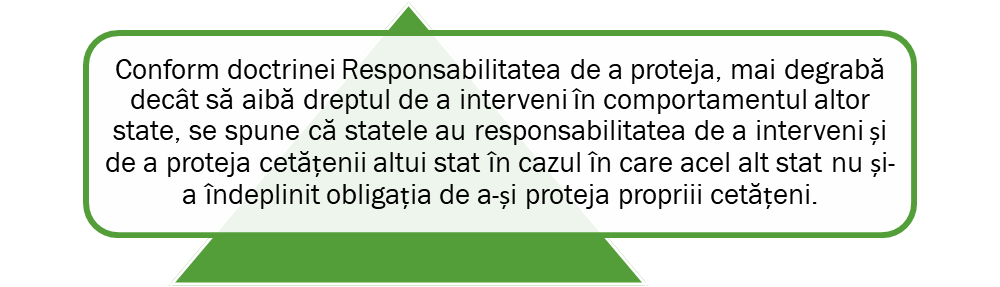 Conform doctrinei Responsabilitatea de a proteja, mai degrabă
decât să aibă dreptul de a interveni în comportamentul altor
state, se spune că statele au responsabilitatea de a interveni și
de a proteja cetățenii altui stat în cazul în care acel alt stat nu și-
a îndeplinit obligația de a-și proteja propriii cetățeni.